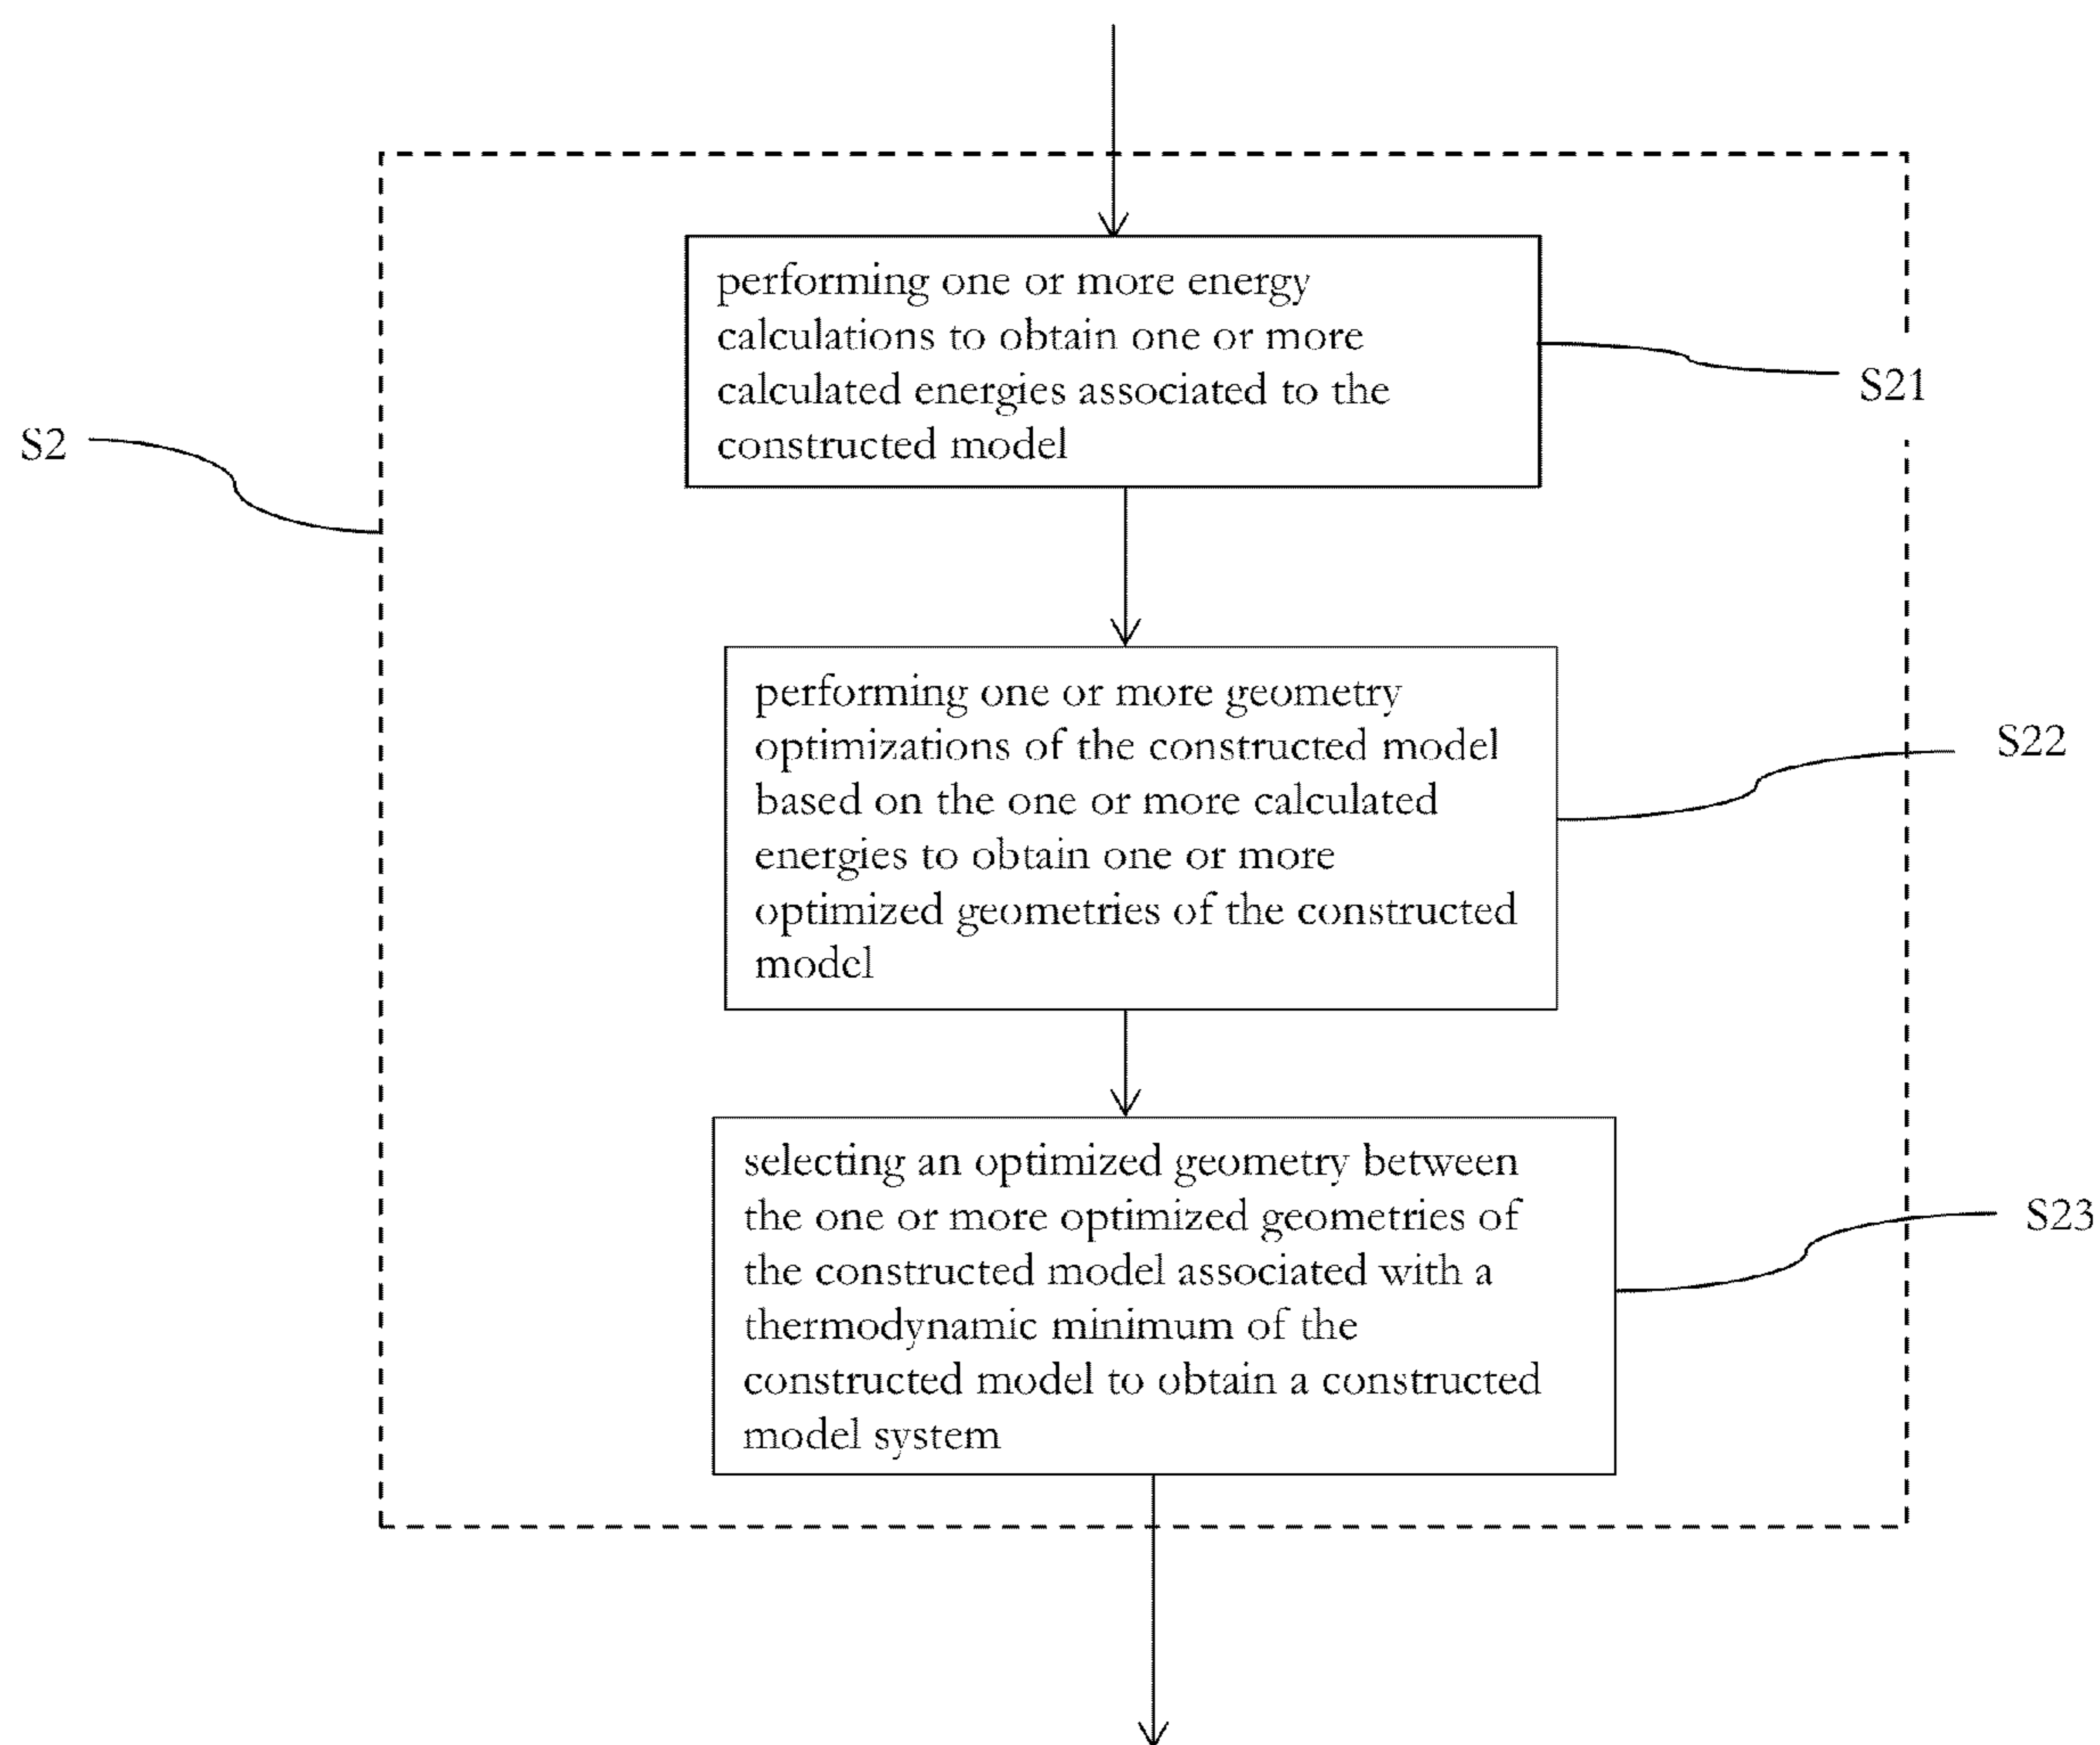 performing one or more energy
calculations to obtain one or more
calculated energies associated to the
constructed model
S21
S2
performing one or more geometry
optimizations of the constructed model
based on the one or more calculated
energies to obtain one or more
optimized geometries of the constructed
model
S22
selecting an optimized geometry between
the one or more optimized geometries of
the constructed model associated with a
thermodynamic minimum of the
constructed model to obtain a constructed
model system
S23